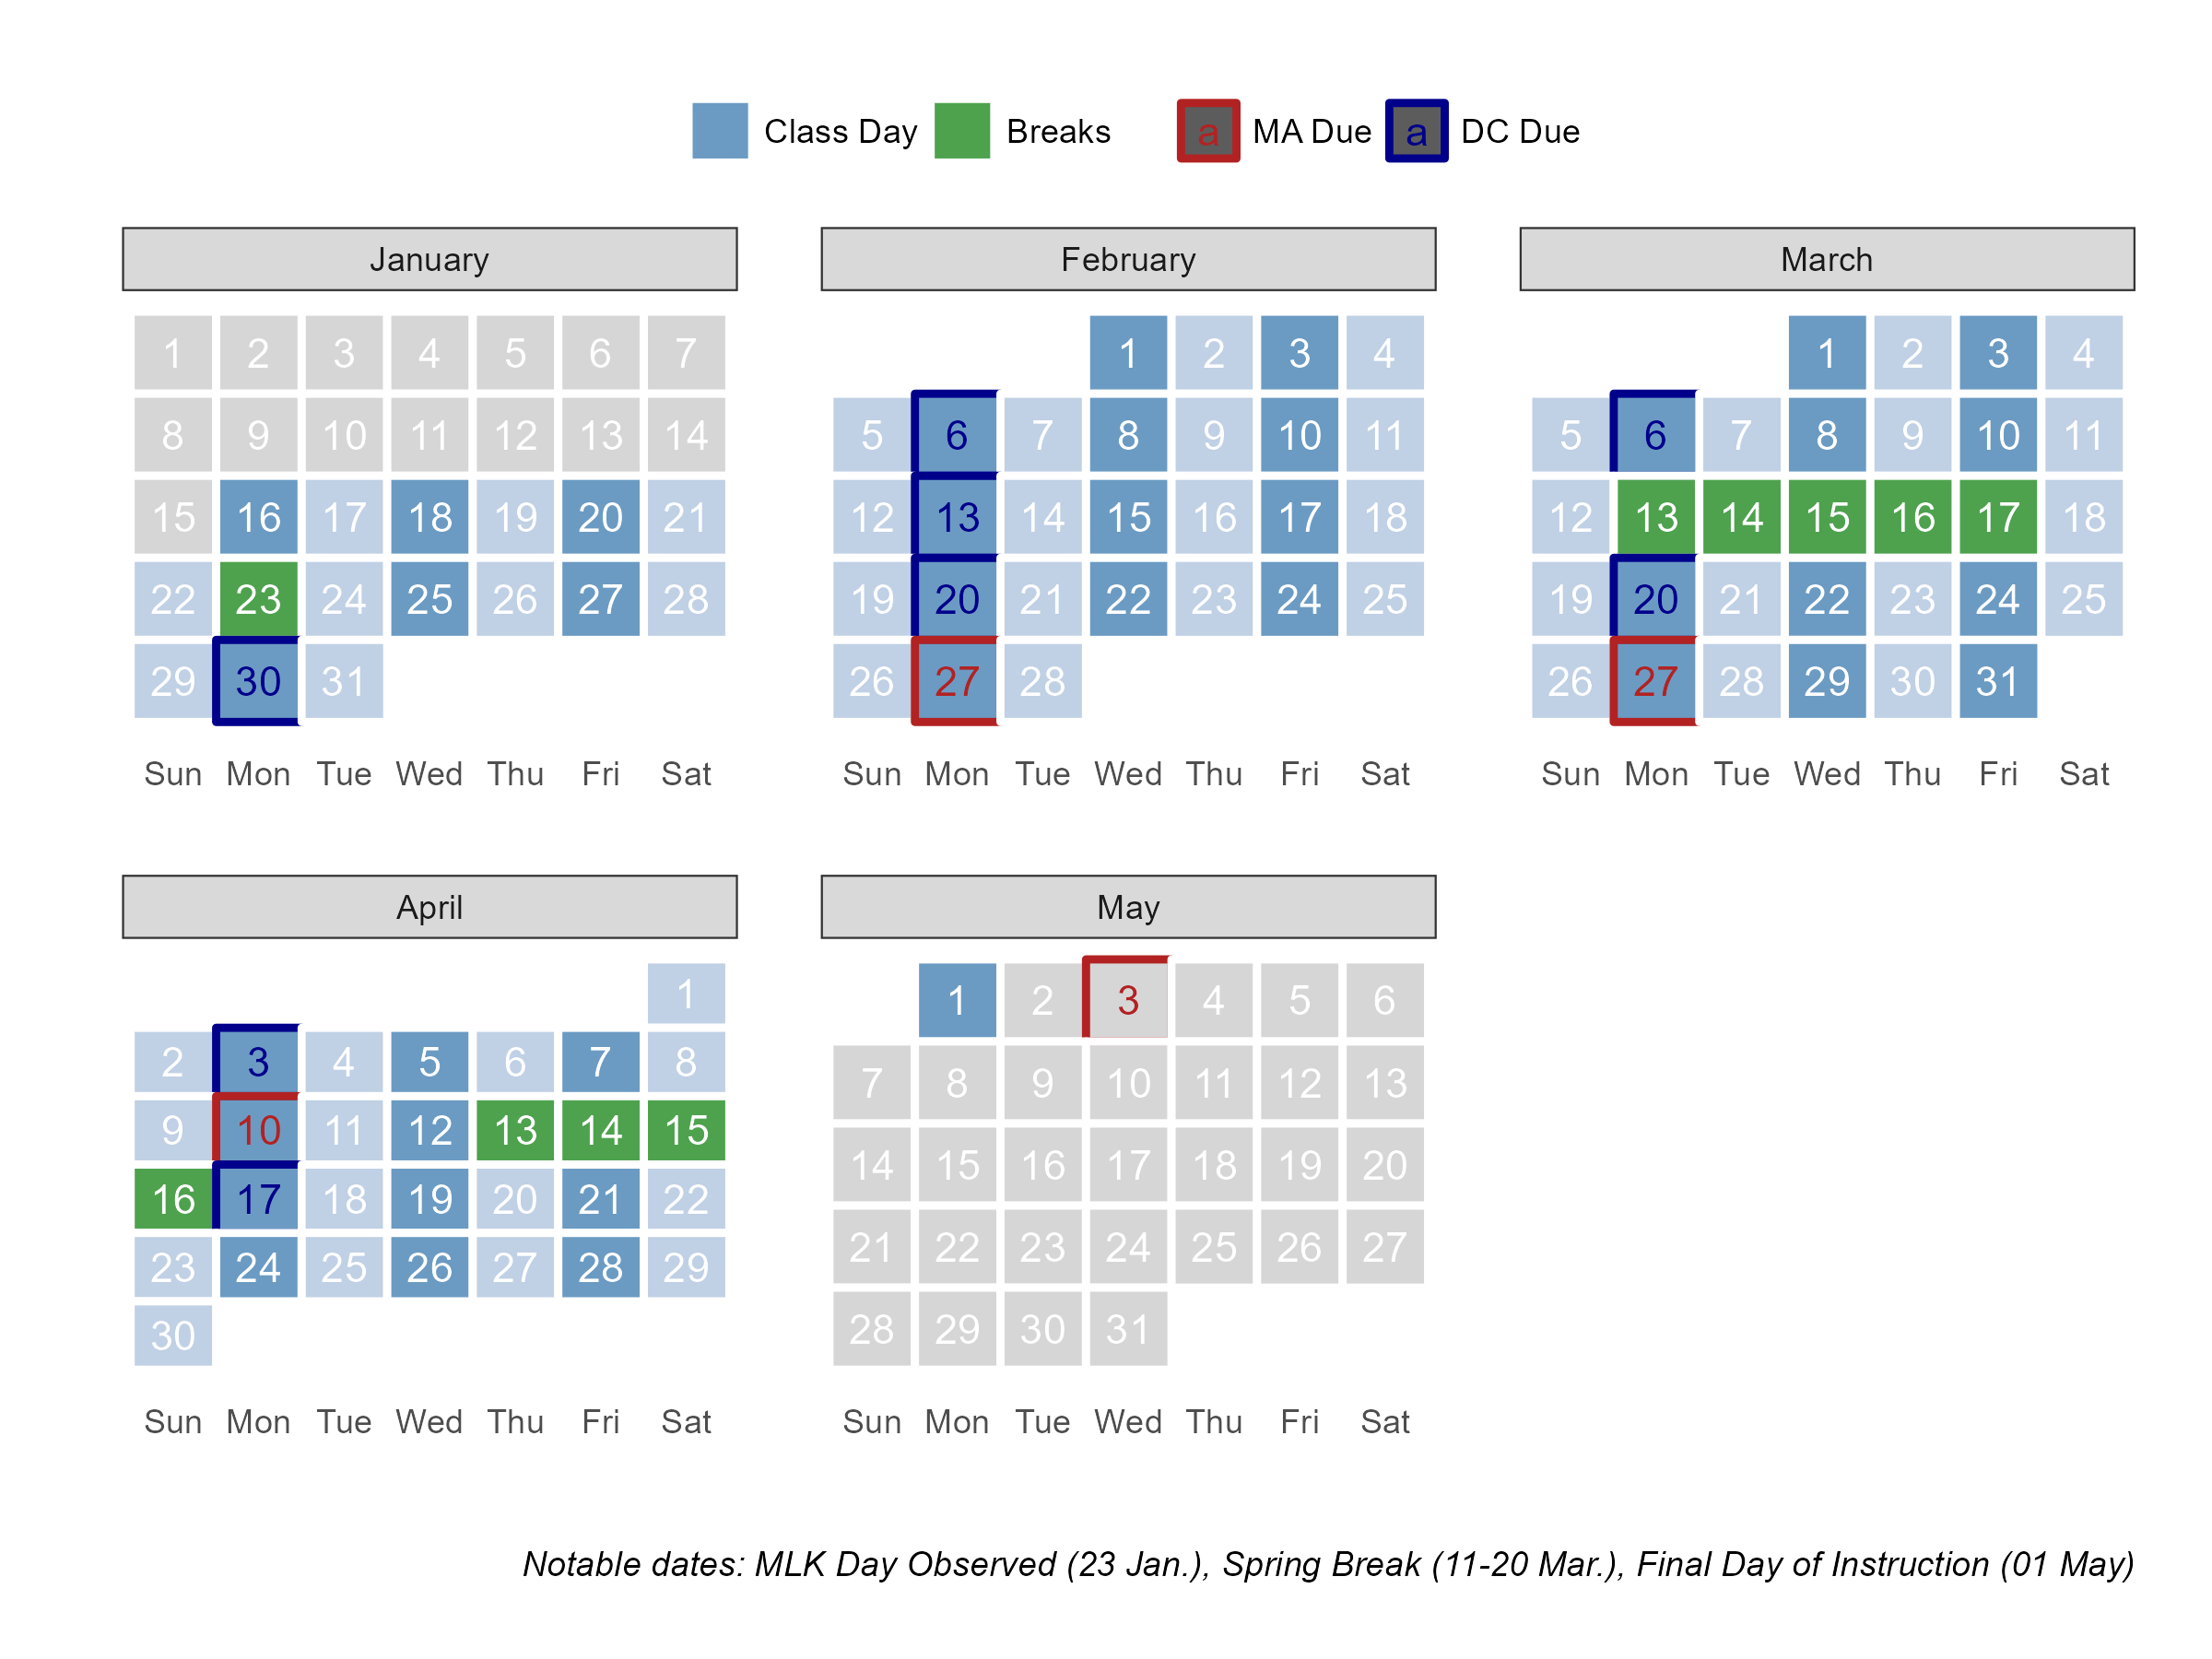 Class Day Breaks a MA Due a DC Due
January February March
1 2 3 4 5 6 7 1 2 3 4 1 2 3 4
8 9 10 11 12 13 14 5 6 7 8 9 10 11 5 6 7 8 9 10 11
15 16 17 18 19 20 21 12 13 14 15 16 17 18 12 13 14 15 16 17 18
22 23 24 25 26 27 28 19 20 21 22 23 24 25 19 20 21 22 23 24 25
29 30 31 26 27 28 26 27 28 29 30 31
Sun Mon Tue Wed Thu Fri Sat Sun Mon Tue Wed Thu Fri Sat Sun Mon Tue Wed Thu Fri Sat
April
1
2 3 4 5 6 7 8
9 10 11 12 13 14 15
16 17 18 19 20 21 22
23 24 25 26 27 28 29
30
Sun Mon Tue Wed Thu Fri Sat
May
1 2 3 4 5 6
7 8 9 10 11 12 13
14 15 16 17 18 19 20
21 22 23 24 25 26 27
28 29 30 31
Sun Mon Tue Wed Thu Fri Sat
Notable dates: MLK Day Observed (23 Jan.), Spring Break (11-20 Mar.), Final Day of Instruction (01 May)